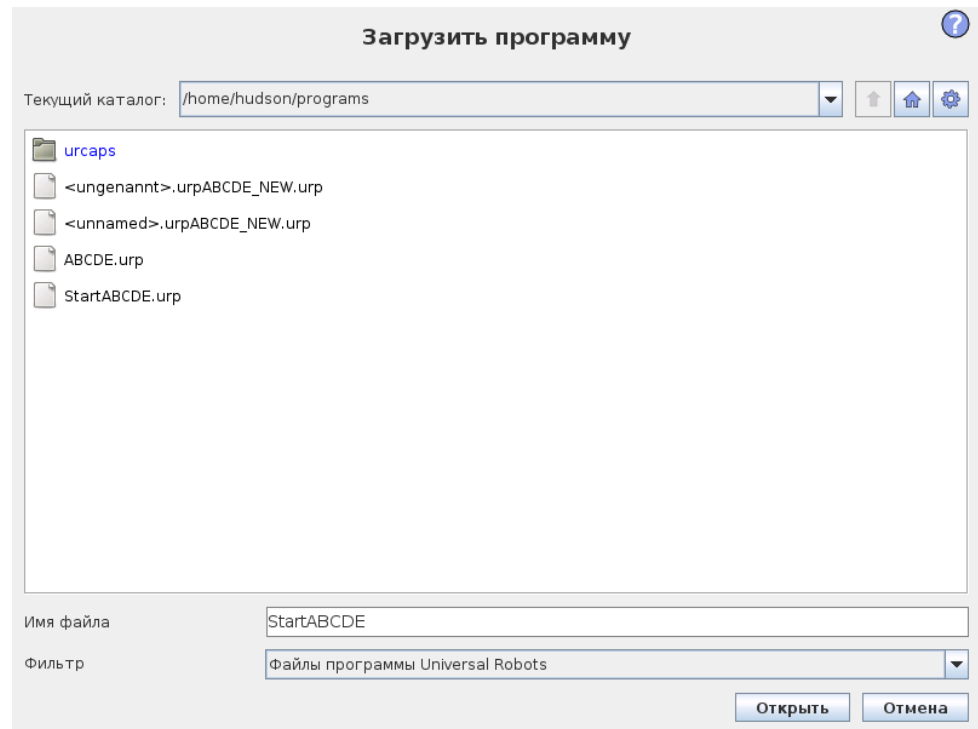 Загрузить программу
?
Текущий каталог: /home/hudson/programs
urcaps
<ungenannt>.urpABCDE_NEW.urp
<unnamed>.urpABCDE_NEW.urp
ABCDE.urp
StartABCDE.urp
Имя файла StartABCDE
Фильтр Файлы программы Universal Robots
Открыть Отмена